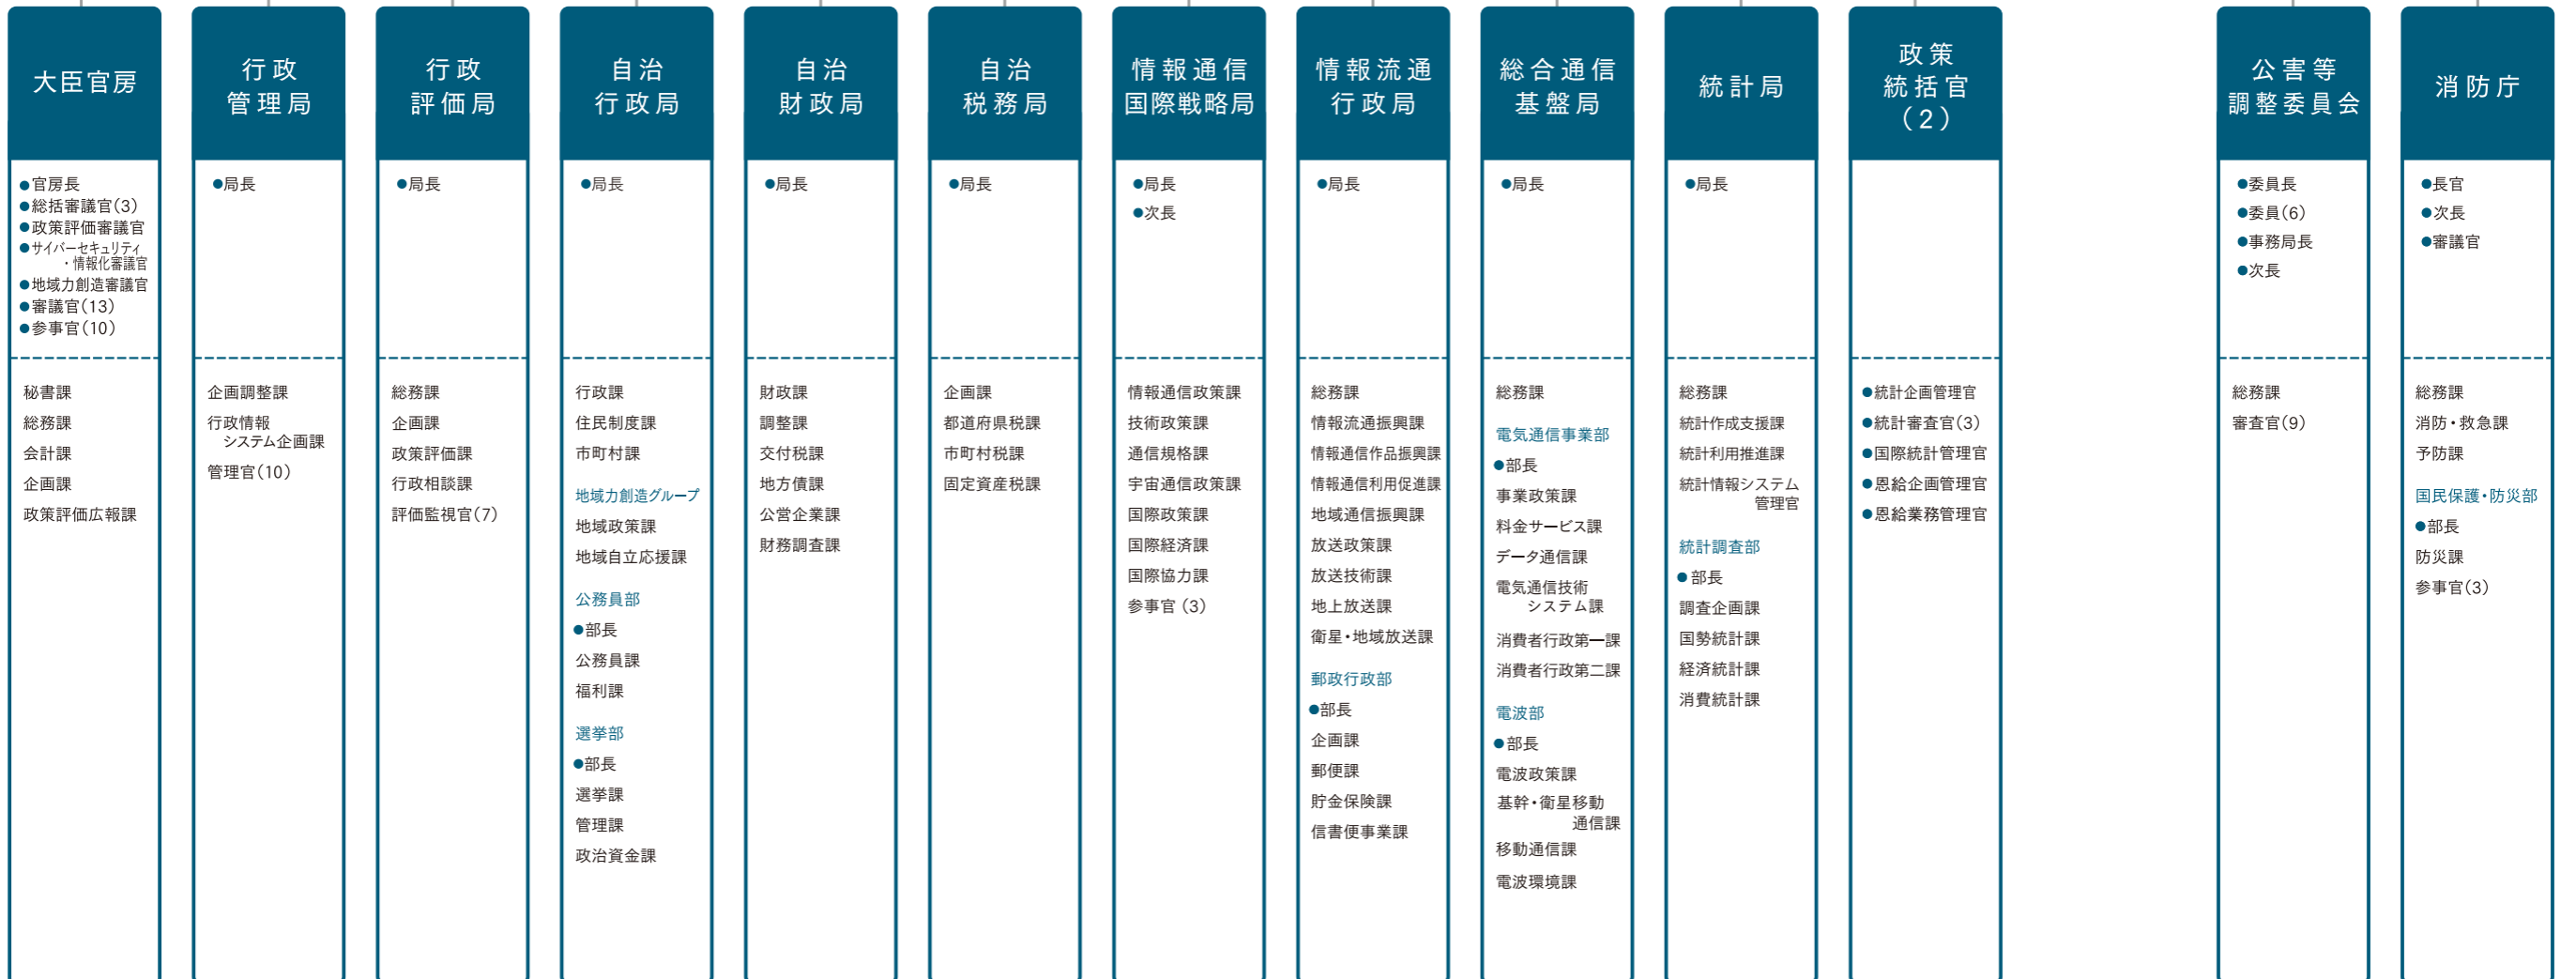 大臣官房
●官房長
●総括審議官(3)
●政策評価審議官
●サイバーセキュリティ
・情報化審議官
●地域力創造審議官
●審議官(13)
●参事官(10)
秘書課
総務課
会計課
企画課
政策評価広報課
行政
管理局
●局長
企画調整課
行政情報
システム企画課
管理官(10)
行政
評価局
●局長
総務課
企画課
政策評価課
行政相談課
評価監視官(7)
自治
行政局
●局長
行政課
住民制度課
市町村課
地域力創造グループ
地域政策課
地域自立応援課
公務員部
●部長
公務員課
福利課
選挙部
●部長
選挙課
管理課
政治資金課
自治
財政局
●局長
財政課
調整課
交付税課
地方債課
公営企業課
財務調査課
自治
税務局
●局長
企画課
都道府県税課
市町村税課
固定資産税課
情報通信
国際戦略局
●局長
●次長
情報通信政策課
技術政策課
通信規格課
宇宙通信政策課
国際政策課
国際経済課
国際協力課
参事官(3)
情報流通
行政局
●局長
総務課
情報流通振興課
情報通信作品振興課
情報通信利用促進課
地域通信振興課
放送政策課
放送技術課
地上放送課
衛星・地域放送課
郵政行政部
●部長
企画課
郵便課
貯金保険課
信書便事業課
総合通信
基盤局
●局長
総務課
電気通信事業部
●部長
事業政策課
料金サービス課
データ通信課
電気通信技術
システム課
消費者行政第一課
消費者行政第二課
電波部
●部長
電波政策課
基幹・衛星移動
通信課
移動通信課
電波環境課
統計局
●局長
総務課
統計作成支援課
統計利用推進課
統計情報システム
管理官
統計調査部
●部長
調査企画課
国勢統計課
経済統計課
消費統計課
政策
統括官
(2)
●統計企画管理官
●統計審査官(3)
●国際統計管理官
●恩給企画管理官
●恩給業務管理官
公害等
調整委員会
●委員長
●委員(6)
●事務局長
●次長
総務課
審査官(9)
消防庁
●長官
●次長
●審議官
総務課
消防・救急課
予防課
国民保護・防災部
●部長
防災課
参事官(3)